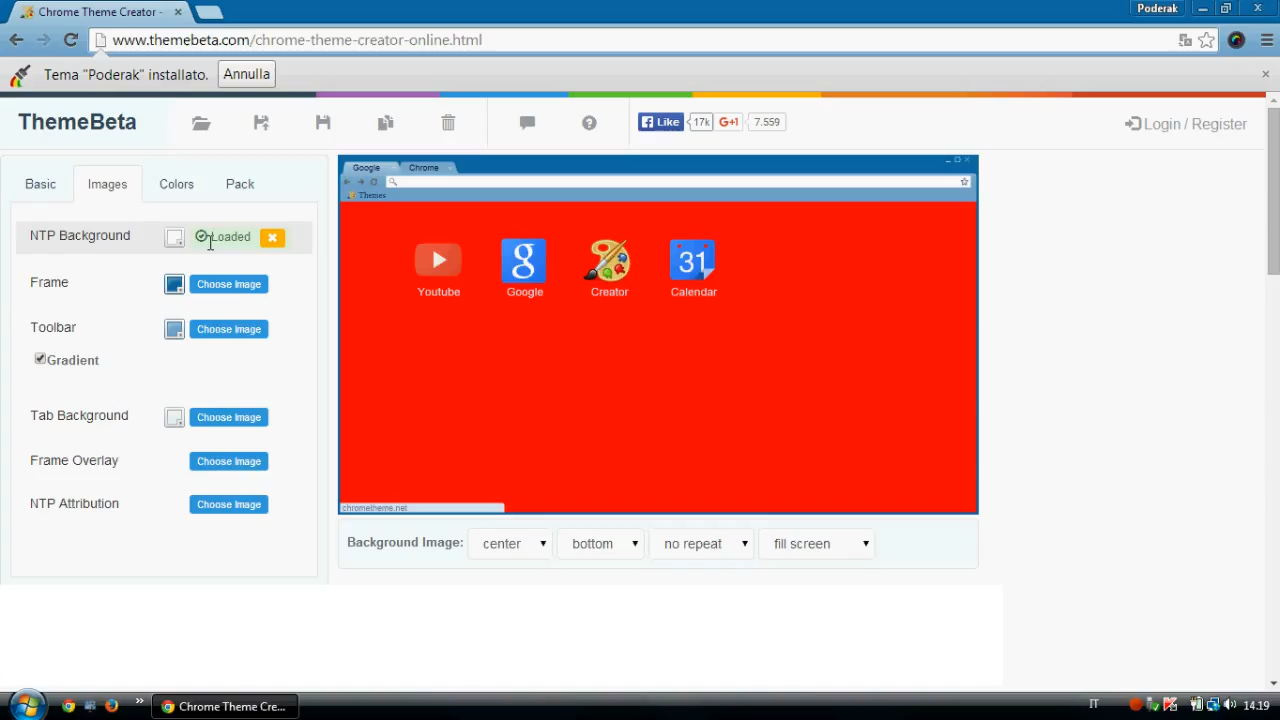 Chrome Theme Creator -
Poderak
www.themebeta.com/chrome-theme-creator-online.html
Tema "Poderak" installato.
Annulla
ThemeBeta
Like
17k
G+1
7.559
Login / Register
Basic
Images
Colors
Pack
NTP Background
Loaded
Frame
Choose Image
Toolbar
Choose Image
Gradient
Tab Background
Choose Image
Frame Overlay
Choose Image
NTP Attribution
Choose Image
Google
Chrome
Themes
g
31
Youtube
Google
Creator
Calendar
chrometheme.net
Background Image:
center
bottom
no repeat
fill screen
Chrome Theme Cre...
IT
14.19